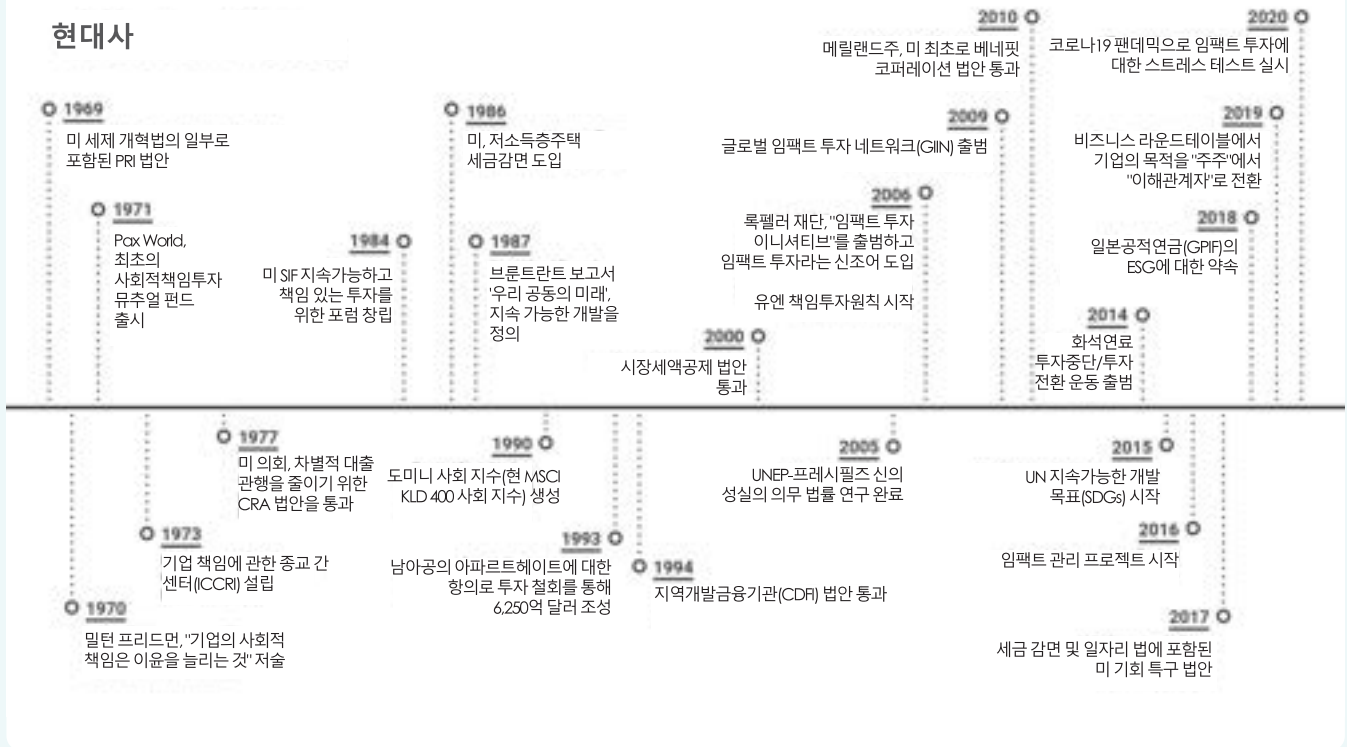 현대사
1969
미 세제 개혁법의 일부로
포함된 PRI 법안
1971
Pax World,
최초의
사회적책임투자
뮤추얼 펀드
출시
1984
미 SIF 지속가능하고
책임 있는 투자를
위한 포럼 창립
1986
미, 저소득층주택
세금감면 도입
1987
브룬트란트 보고서
'우리 공동의 미래',
지속 가능한 개발을
정의
2000
시장세액공제 법안
통과
2006
록펠러 재단, "임팩트 투자
이니셔티브"를 출범하고
임팩트 투자라는 신조어 도입
유엔 책임투자원칙 시작
2009
글로벌 임팩트 투자 네트워크(GIIN) 출범
2010
메릴랜드주, 미 최초로 베네핏
코퍼레이션 법안 통과
2014
화석연료
투자중단/투자
전환 운동 출범
2018
일본공적연금(GPIF)의
ESG에 대한 약속
2019
비즈니스 라운드테이블에서
기업의 목적을 "주주"에서
"이해관계자"로 전환
2020
코로나19 팬데믹으로 임팩트 투자에
대한 스트레스 테스트 실시
1970
밀턴 프리드먼, "기업의 사회적
책임은 이윤을 늘리는 것" 저술
1973
기업 책임에 관한 종교 간
센터(ICCRI) 설립
1977
미 의회, 차별적 대출
관행을 줄이기 위한
CRA 법안을 통과
1990
도미니 사회 지수(현 MSCI
KLD 400 사회 지수) 생성
1993
남아공의 아파르트헤이트에 대한
항의로 투자 철회를 통해
6,250억 달러 조성
1994
지역개발금융기관(CDFI) 법안 통과
2005
UNEP-프레시필즈 신의
성실의 의무 법률 연구 완료
2015
UN 지속가능한 개발
목표(SDGs) 시작
2016
임팩트 관리 프로젝트 시작
2017
세금 감면 및 일자리 법에 포함된
미 기회 특구 법안